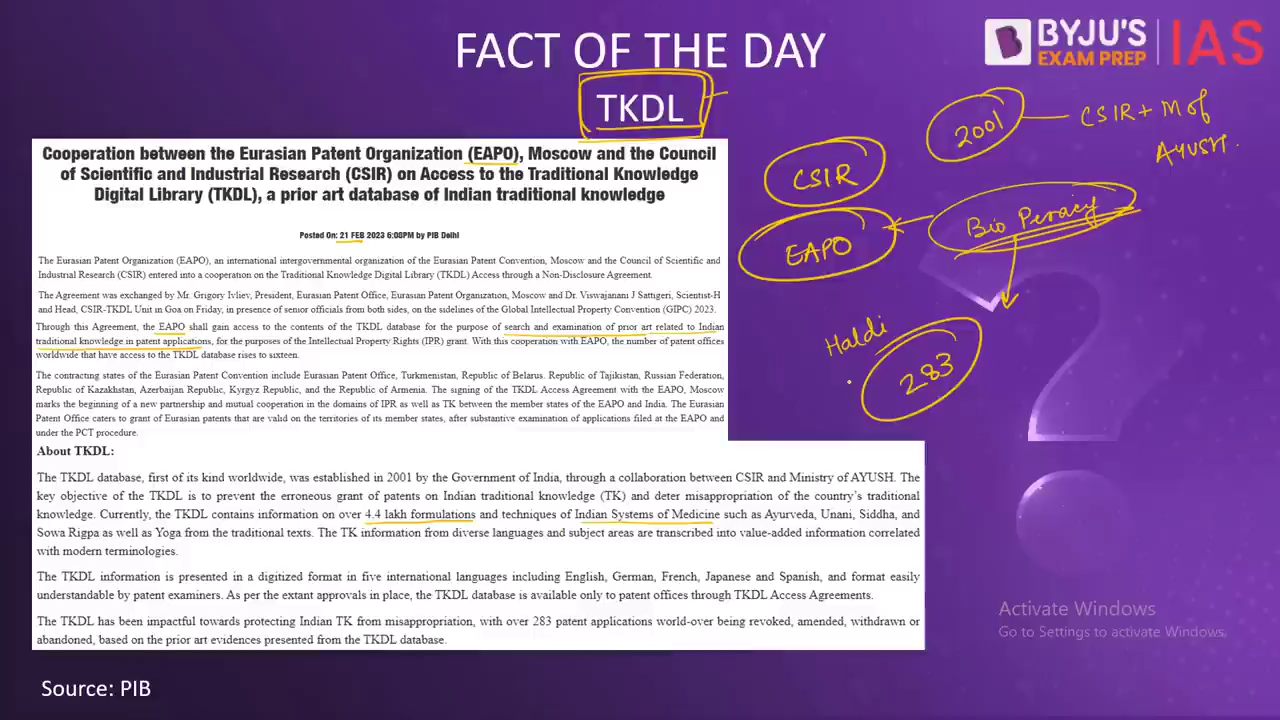 FACT OF THE DAY
BYJU'S
EXAM PREP
IAS
TKDL
Cooperation between the Eurasian Patent Organization (EAPO), Moscow and the Council
of Scientific and Industrial Research (CSIR) on Access to the Traditional Knowledge
Digital Library (TKDL), a prior art database of Indian traditional knowledge
Posted On: 21 FEB 2023 6:08PM by PIB Delhi
The Eurasian Patent Organization (EAPO), an international intergovernmental organization of the Eurasian Patent Convention, Moscow and the Council of Scientific and
Industrial Research (CSIR) entered into a cooperation on the Traditional Knowledge Digital Library (TKDL) Access through a Non-Disclosure Agreement.
The Agreement was exchanged by Mr. Grigory Ivliev, President, Eurasian Patent Office, Eurasian Patent Organization, Moscow and Dr. Viswajanani J Sattigeri, Scientist-H
and Head, CSIR-TKDL Unit in Goa on Friday, in presence of senior officials from both sides, on the sidelines of the Global Intellectual Property Convention (GIPC) 2023.
Through this Agreement, the EAPO shall gain access to the contents of the TKDL database for the purpose of search and examination of prior art related to Indian
traditional knowledge in patent applications, for the purposes of the Intellectual Property Rights (IPR) grant. With this cooperation with EAPO, the number of patent offices
worldwide that have access to the TKDL database rises to sixteen.
The contracting states of the Eurasian Patent Convention include Eurasian Patent Office, Turkmenistan, Republic of Belarus. Republic of Tajikistan, Russian Federation,
Republic of Kazakhstan, Azerbaijan Republic, Kyrgyz Republic, and the Republic of Armenia. The signing of the TKDL Access Agreement with the EAPO, Moscow
marks the beginning of a new partnership and mutual cooperation in the domains of IPR as well as TK between the member states of the EAPO and India. The Eurasian
Patent Office caters to grant of Eurasian patents that are valid on the territories of its member states, after substantive examination of applications filed at the EAPO and
under the PCT procedure.
About TKDL:
The TKDL database, first of its kind worldwide, was established in 2001 by the Government of India, through a collaboration between CSIR and Ministry of AYUSH. The
key objective of the TKDL is to prevent the erroneous grant of patents on Indian traditional knowledge (TK) and deter misappropriation of the country's traditional
knowledge. Currently, the TKDL contains information on over 4.4 lakh formulations and techniques of Indian Systems of Medicine such as Ayurveda, Unani, Siddha, and
Sowa Rigpa as well as Yoga from the traditional texts. The TK information from diverse languages and subject areas are transcribed into value-added information correlated
with modern terminologies.
The TKDL information is presented in a digitized format in five international languages including English, German, French, Japanese and Spanish, and format easily
understandable by patent examiners. As per the extant approvals in place, the TKDL database is available only to patent offices through TKDL Access Agreements.
The TKDL has been impactful towards protecting Indian TK from misappropriation, with over 283 patent applications world-over being revoked, amended, withdrawn or
abandoned, based on the prior art evidences presented from the TKDL database.
2001
CSIR + M of
AYUSH.
CSIR
EAPO
Bio Peracy
Haldi
283
Activate Windows
Go to Settings to activate Windows.
Source: PIB